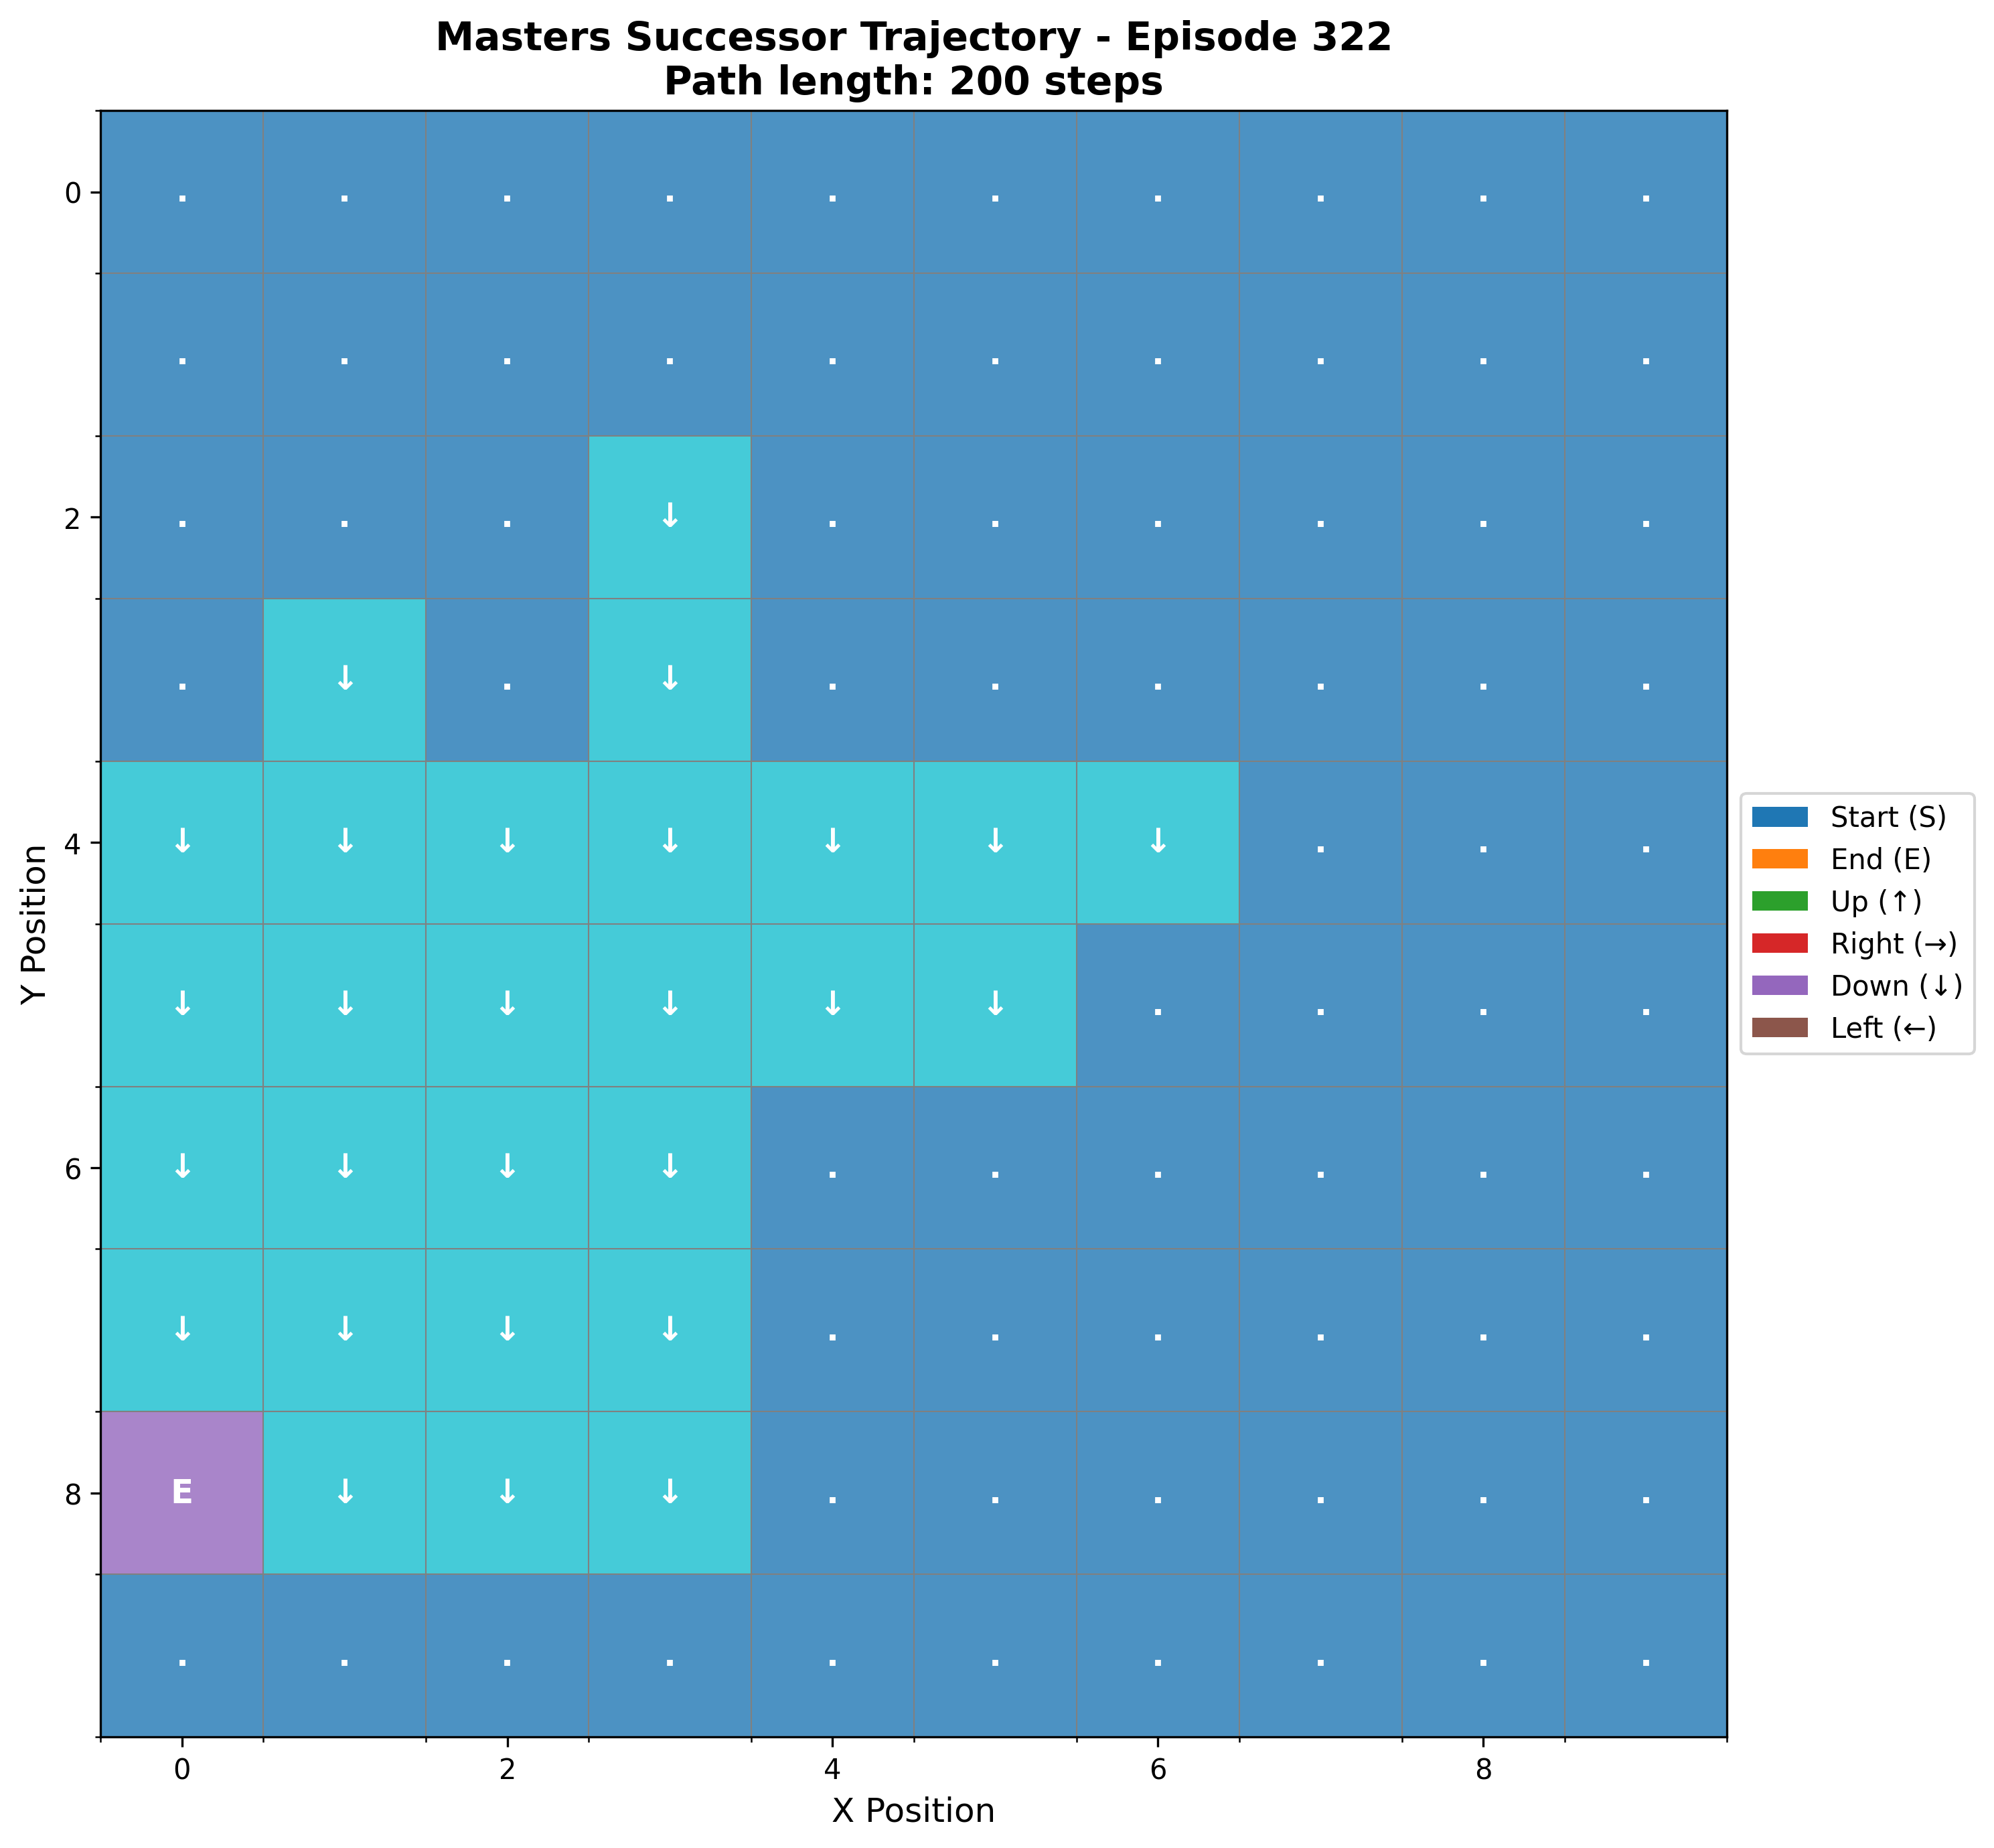 Masters Successor Trajectory - Episode 322
Path length: 200 steps
0 . . . . . . . . . .
. . . . . . . . . .
2 . . . ↓ . . . . . .
. ↓ . ↓ . . . . . .
4 ↓ ↓ ↓ ↓ ↓ ↓ ↓ . . .
↓ ↓ ↓ ↓ ↓ ↓ . . . .
6 ↓ ↓ ↓ ↓ . . . . . .
↓ ↓ ↓ ↓ . . . . . .
8 E ↓ ↓ ↓ . . . . . .
. . . . . . . . . .
0 2 4 6 8
X Position
Y Position
Start (S)
End (E)
Up (↑)
Right (→)
Down (↓)
Left (←)